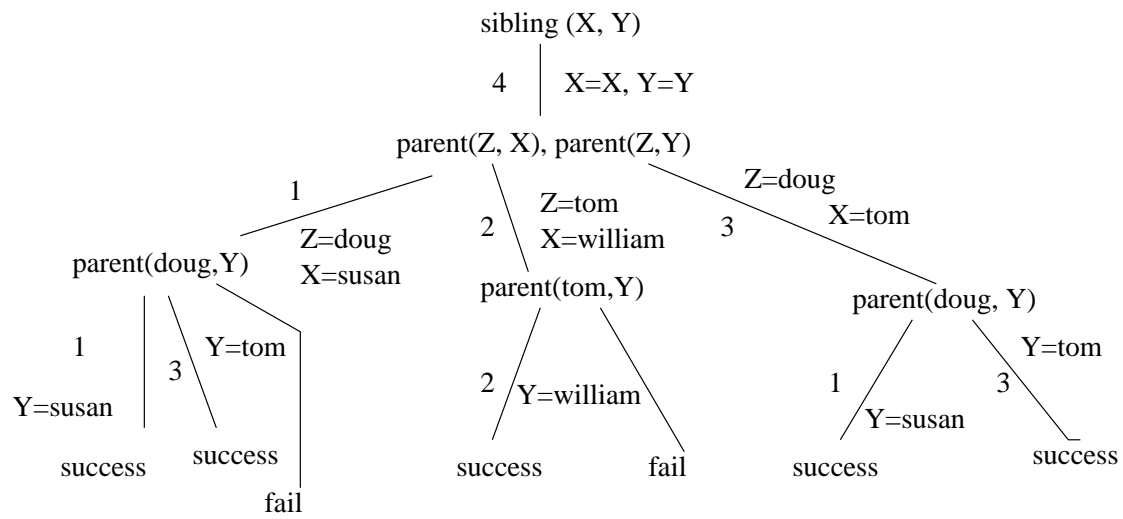 sibling (X, Y)
4 X=X, Y=Y
parent(Z, X), parent(Z,Y)
1
Z=doug
X=susan
2
Z=tom
X=william
3
Z=doug
X=tom
parent(doug,Y)
parent(tom,Y)
parent(doug, Y)
1
Y=susan
3
Y=tom
2
Y=william
1
Y=susan
3
Y=tom
success
success
fail
success
fail
success
success